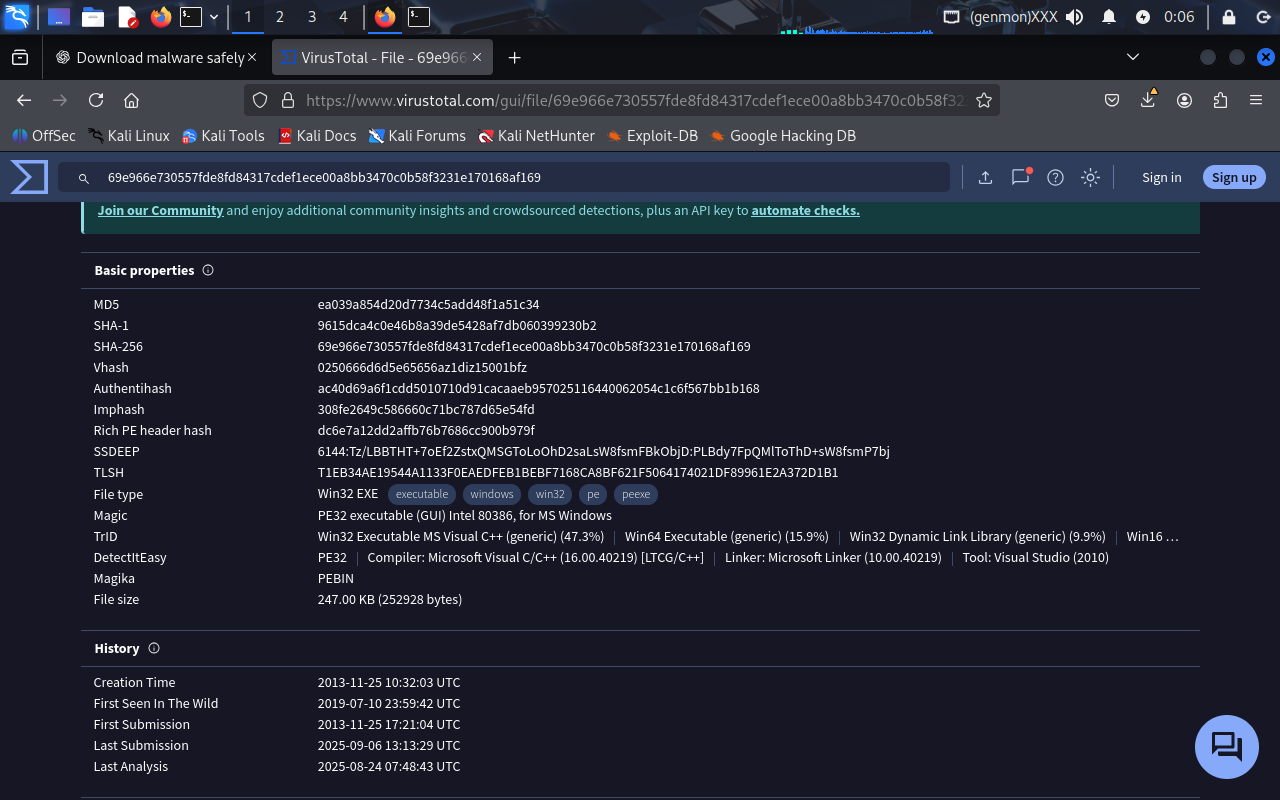 1 2 3 4 (genmon)XXX 0:06
Download malware safely VirusTotal - File - 69e966
https://www.virustotal.com/gui/file/69e966e730557fde8fd84317cdef1ece00a8bb3470c0b58f32
OffSec Kali Linux Kali Tools Kali Docs Kali Forums Kali NetHunter Exploit-DB Google Hacking DB
69e966e730557fde8fd84317cdef1ece00a8bb3470c0b58f3231e170168af169 Sign in Sign up
Join our Community and enjoy additional community insights and crowdsourced detections, plus an API key to automate checks.
Basic properties
MD5 ea039a854d20d7734c5add48f1a51c34
SHA-1 9615dca4c0e46b8a39de5428af7db060399230b2
SHA-256 69e966e730557fde8fd84317cdef1ece00a8bb3470c0b58f3231e170168af169
Vhash 0250666d6d5e65656az1diz15001bfz
Authentihash ac40d69a6f1cdd5010710d91cacaaeb957025116440062054c1c6f567bb1b168
Imphash 308fe2649c586660c71bc787d65e54fd
Rich PE header hash dc6e7a12dd2affb76b7686cc900b979f
SSDEEP 6144:Tz/LBBTHT+7oEf2ZstxQMSGToLoOhD2saLsW8fsmFBkObjD:PLBdy7FpQMlToThD+sW8fsmP7bj
TLSH T1EB34AE19544A1133F0EAEDFEB1BEBF7168CA8BF621F5064174021DF89961E2A372D1B1
File type Win32 EXE executable windows win32 pe peexe
Magic PE32 executable (GUI) Intel 80386, for MS Windows
TrID Win32 Executable MS Visual C++ (generic) (47.3%) Win64 Executable (generic) (15.9%) Win32 Dynamic Link Library (generic) (9.9%) Win16 …
DetectItEasy PE32 Compiler: Microsoft Visual C/C++ (16.00.40219) [LTCG/C++] Linker: Microsoft Linker (10.00.40219) Tool: Visual Studio (2010)
Magika PEBIN
File size 247.00 KB (252928 bytes)
History
Creation Time 2013-11-25 10:32:03 UTC
First Seen In The Wild 2019-07-10 23:59:42 UTC
First Submission 2013-11-25 17:21:04 UTC
Last Submission 2025-09-06 13:13:29 UTC
Last Analysis 2025-08-24 07:48:43 UTC